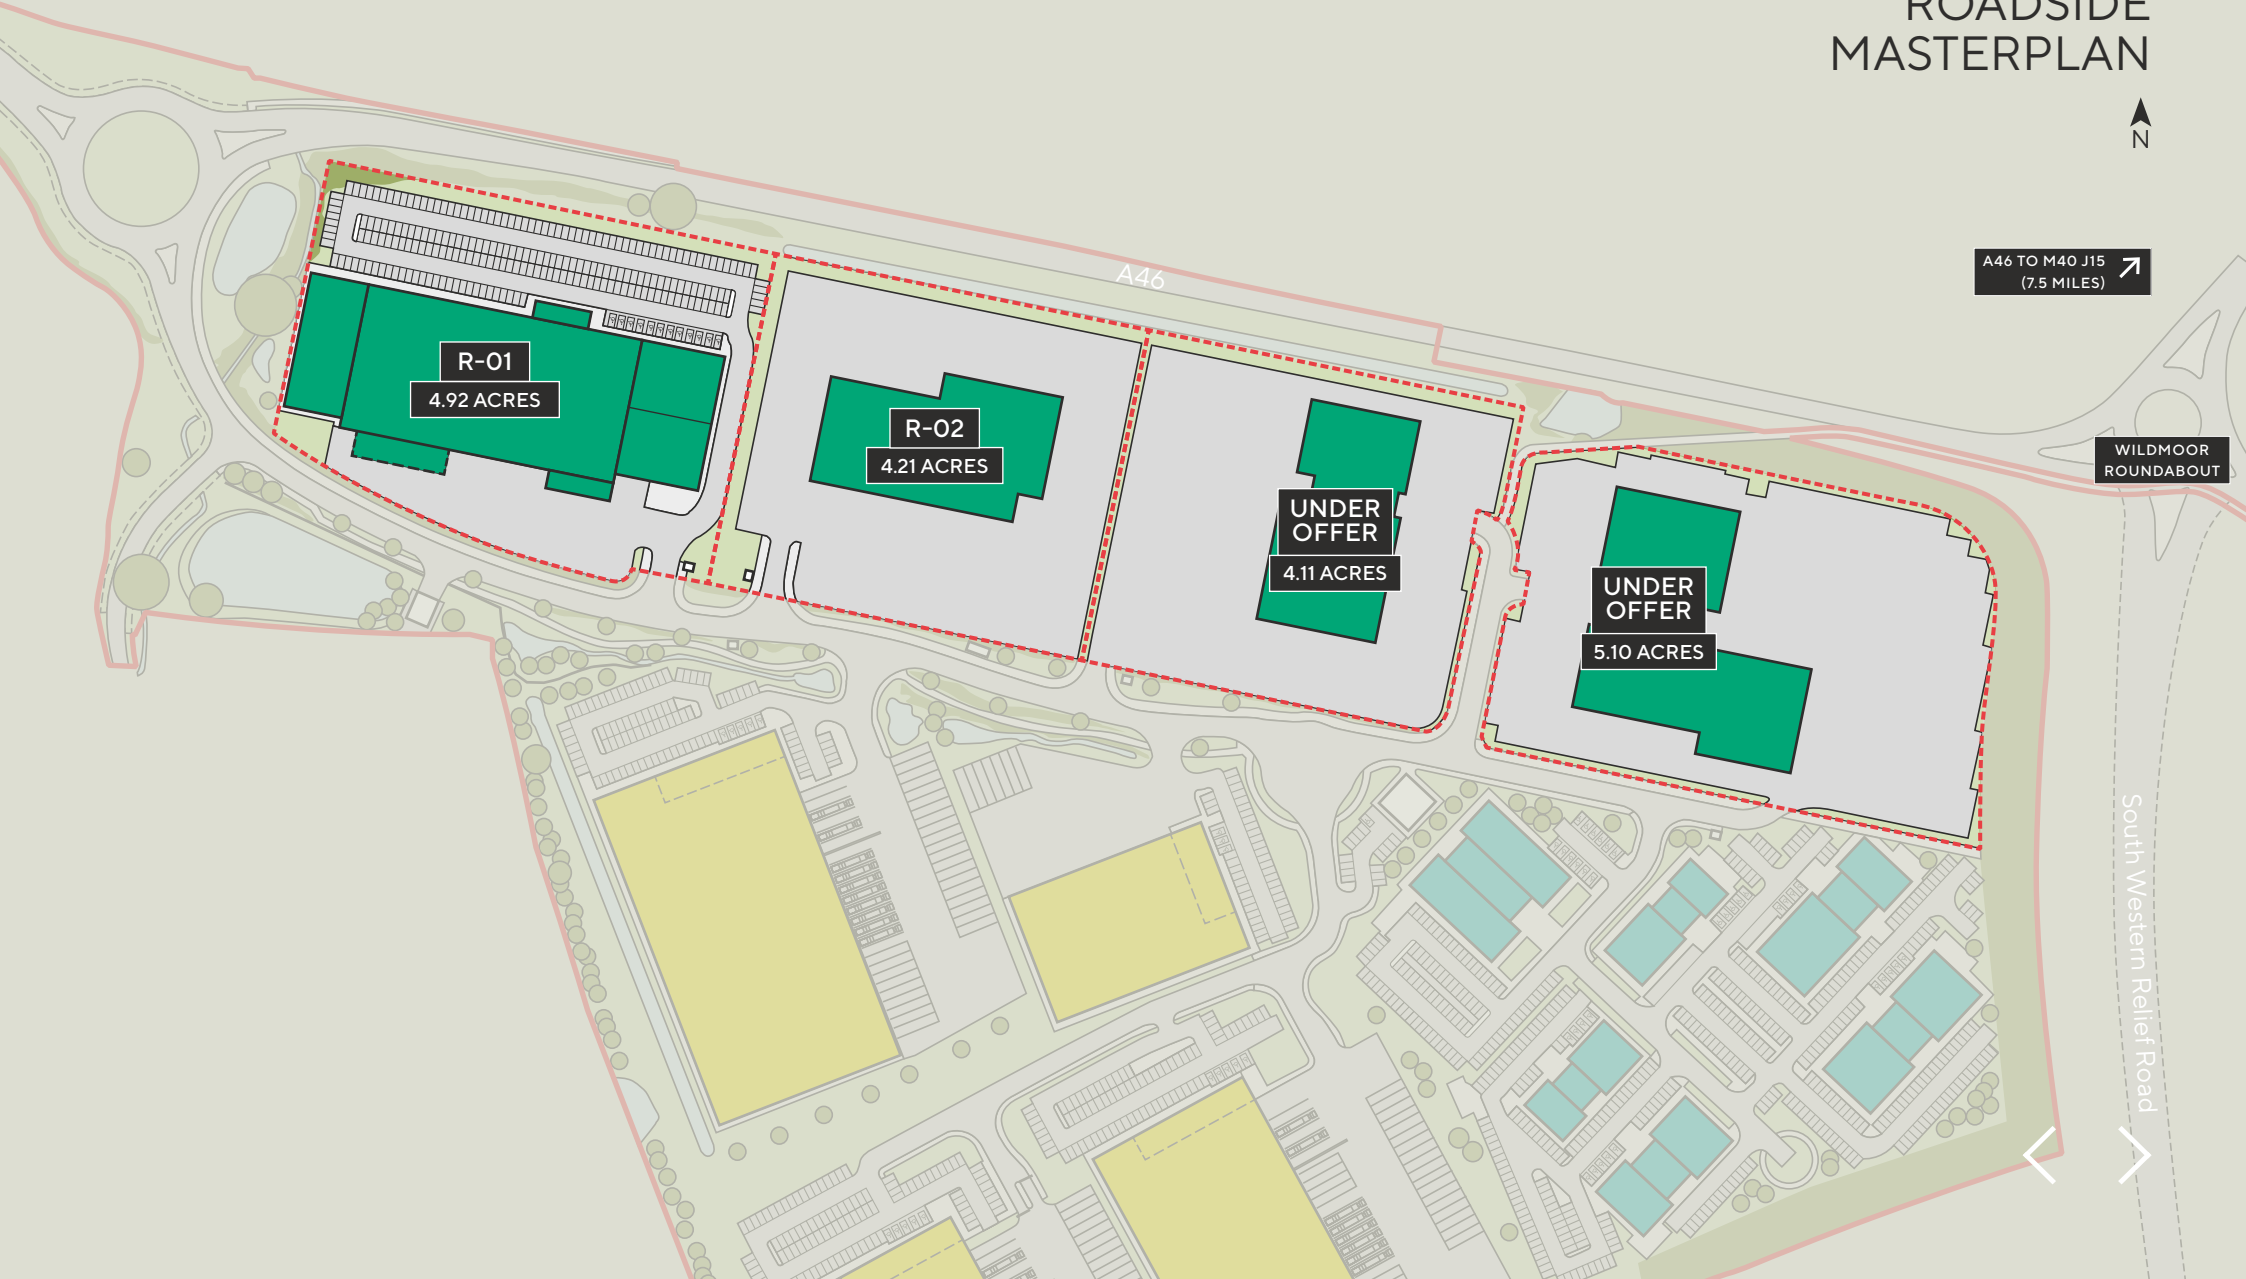 ROADSIDE
MASTERPLAN
N
A46
A46 TO M40 J15
(7.5 MILES)
R-01
4.92 ACRES
R-02
4.21 ACRES
WILDMOOR
ROUNDABOUT
UNDER
OFFER
4.11 ACRES
UNDER
OFFER
5.10 ACRES
South Western Relief Road